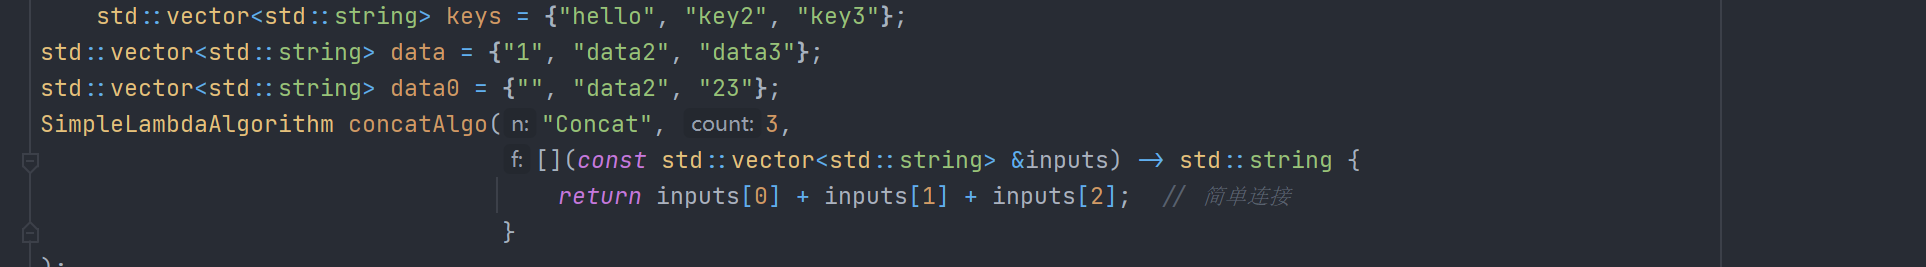 std::vector<std::string> keys = {"hello", "key2", "key3"};
std::vector<std::string> data = {"1", "data2", "data3"};
std::vector<std::string> data0 = {"", "data2", "23"};
SimpleLambdaAlgorithm concatAlgo( n: "Concat", count: 3,
f: [](const std::vector<std::string> &inputs) -> std::string {
return inputs[0] + inputs[1] + inputs[2]; // 简单连接
}
);